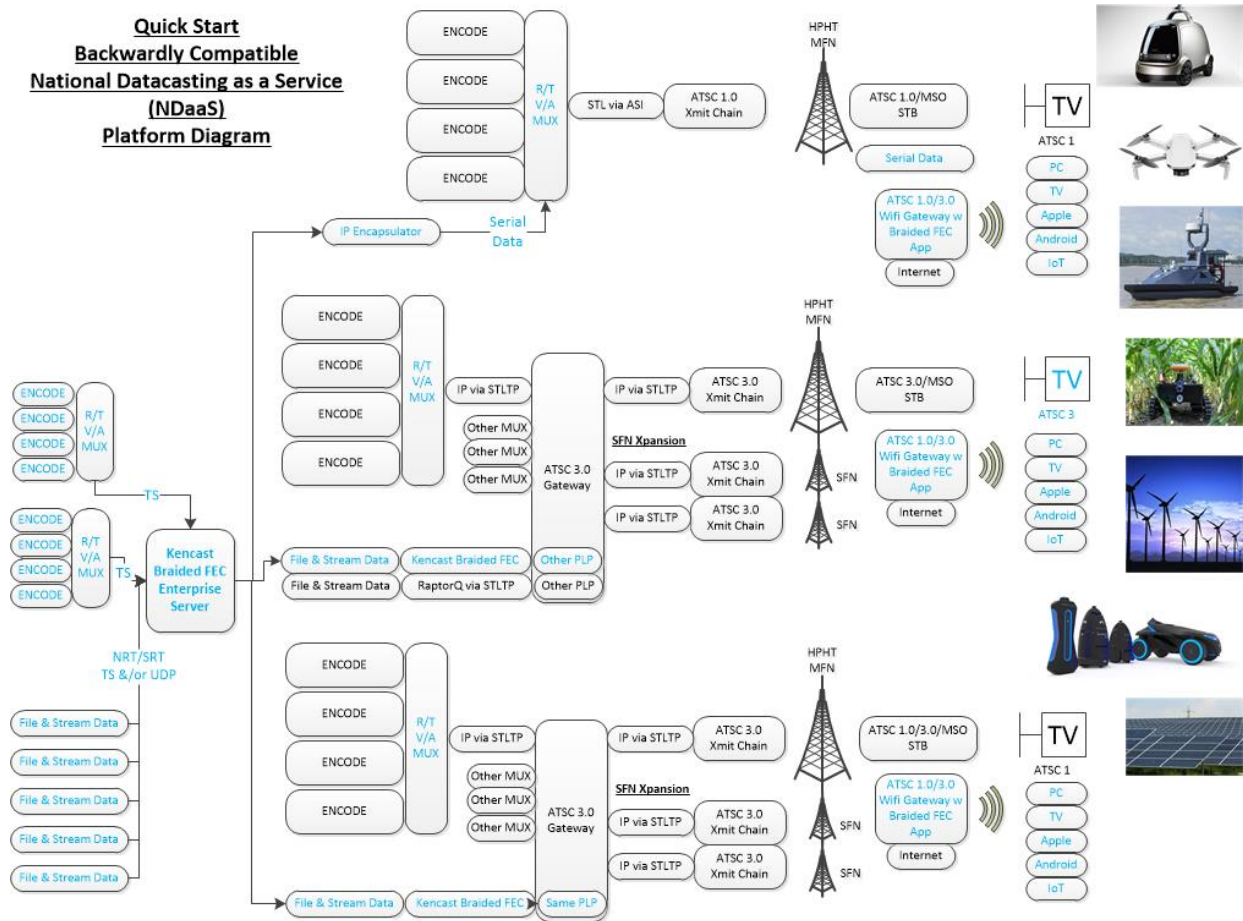 Quick Start
Backwardly Compatible
National Datacasting as a Service
(NDaaS)
Platform Diagram
ENCODE
ENCODE
ENCODE
ENCODE
R/T
V/A
MUX
STL via ASI
ATSC 1.0
Xmit Chain
HPHT
MFN
ATSC 1.0/MSO
STB
TV
ATSC 1
Serial Data
ATSC 1.0/3.0
Wifi Gateway w
Braided FEC
App
Internet
PC
TV
Apple
Android
IoT
IP Encapsulator
Serial
Data
ENCODE
ENCODE
ENCODE
ENCODE
R/T
V/A
MUX
IP via STLTP
Other MUX
Other MUX
Other MUX
ATSC 3.0
Gateway
IP via STLTP
ATSC 3.0
Xmit Chain
SFN Xpansion
IP via STLTP
ATSC 3.0
Xmit Chain
IP via STLTP
ATSC 3.0
Xmit Chain
HPHT
MFN
SFN
SFN
ATSC 3.0/MSO
STB
TV
ATSC 3
ATSC 1.0/3.0
Wifi Gateway w
Braided FEC
App
Internet
PC
TV
Apple
Android
IoT
File & Stream Data
Kencast Braided FEC
Other PLP
File & Stream Data
RaptorQ via STLTP
Other PLP
ENCODE
ENCODE
ENCODE
ENCODE
R/T
V/A
MUX
TS
ENCODE
ENCODE
ENCODE
ENCODE
R/T
V/A
MUX
TS
Kencast
Braided FEC
Enterprise
Server
NRT/SRT
TS &/or UDP
File & Stream Data
File & Stream Data
File & Stream Data
File & Stream Data
File & Stream Data
ENCODE
ENCODE
ENCODE
ENCODE
R/T
V/A
MUX
IP via STLTP
Other MUX
Other MUX
Other MUX
ATSC 3.0
Gateway
IP via STLTP
ATSC 3.0
Xmit Chain
SFN Xpansion
IP via STLTP
ATSC 3.0
Xmit Chain
IP via STLTP
ATSC 3.0
Xmit Chain
HPHT
MFN
SFN
SFN
ATSC 1.0/3.0/MSO
STB
TV
ATSC 1
ATSC 1.0/3.0
Wifi Gateway w
Braided FEC
App
Internet
PC
TV
Apple
Android
IoT
File & Stream Data
Kencast Braided FEC
Same PLP